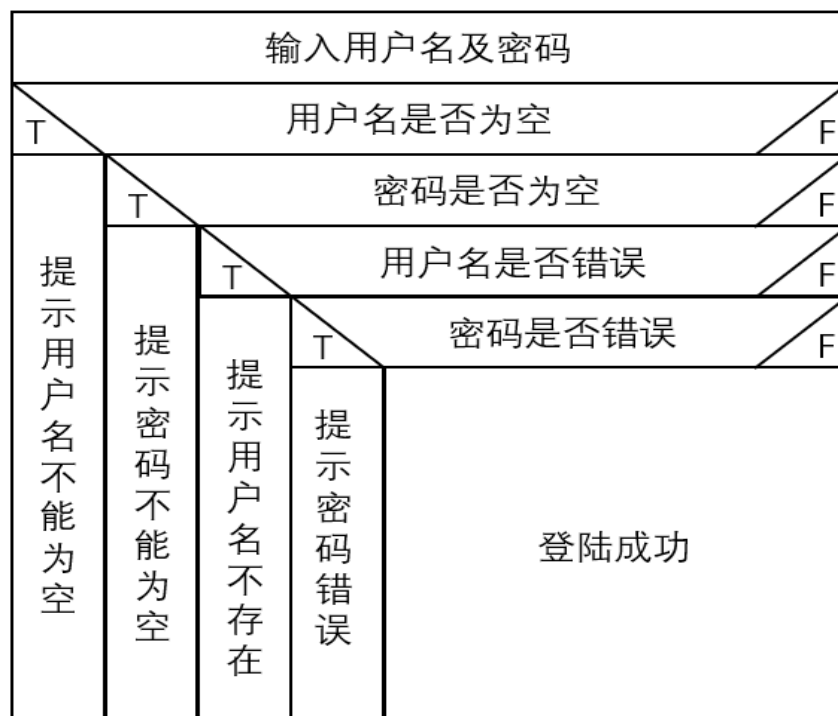 输入用户名及密码
用户名是否为空
T
F
密码是否为空
T
F
用户名是否错误
T
F
密码是否错误
T
F
提示用户名不能为空
提示密码不能为空
提示用户名不存在
提示密码错误
登陆成功